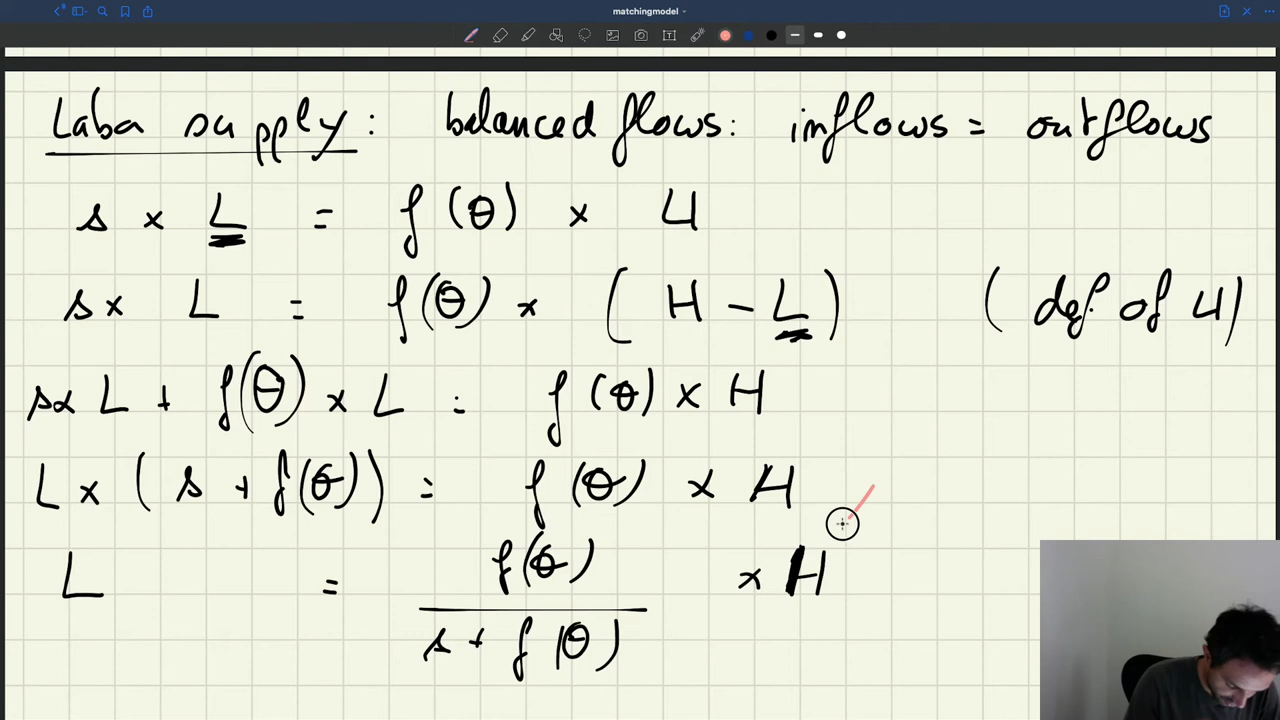 matchingmodel
Labor supply: balanced flows: inflows = outflows
s × L = f(θ) × U
s × L = f(θ) × (H − L) (def. of U)
s × L + f(θ) × L = f(θ) × H
L × (s + f(θ)) = f(θ) × H
L = f(θ) / s + f(θ) × H